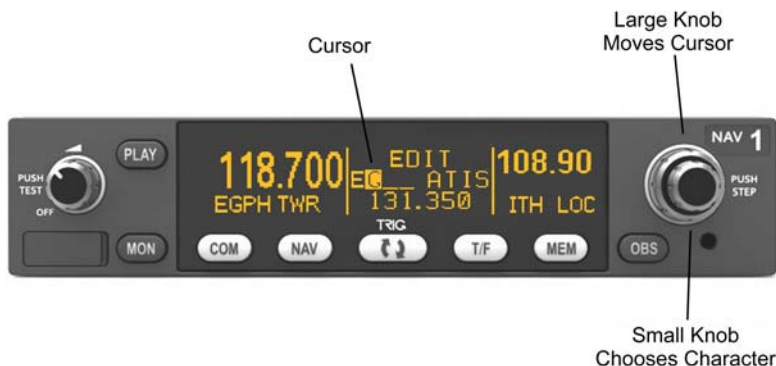 Large Knob
Moves Cursor
Cursor
NAV 1
PLAY
PUSH
TEST
OFF
118.700
EGPH TWR
EDIT
EG__ ATIS
131.350
108.90
ITH LOC
PUSH
STEP
TRIG
MON
COM
NAV
T/F
MEM
OBS
Small Knob
Chooses Character